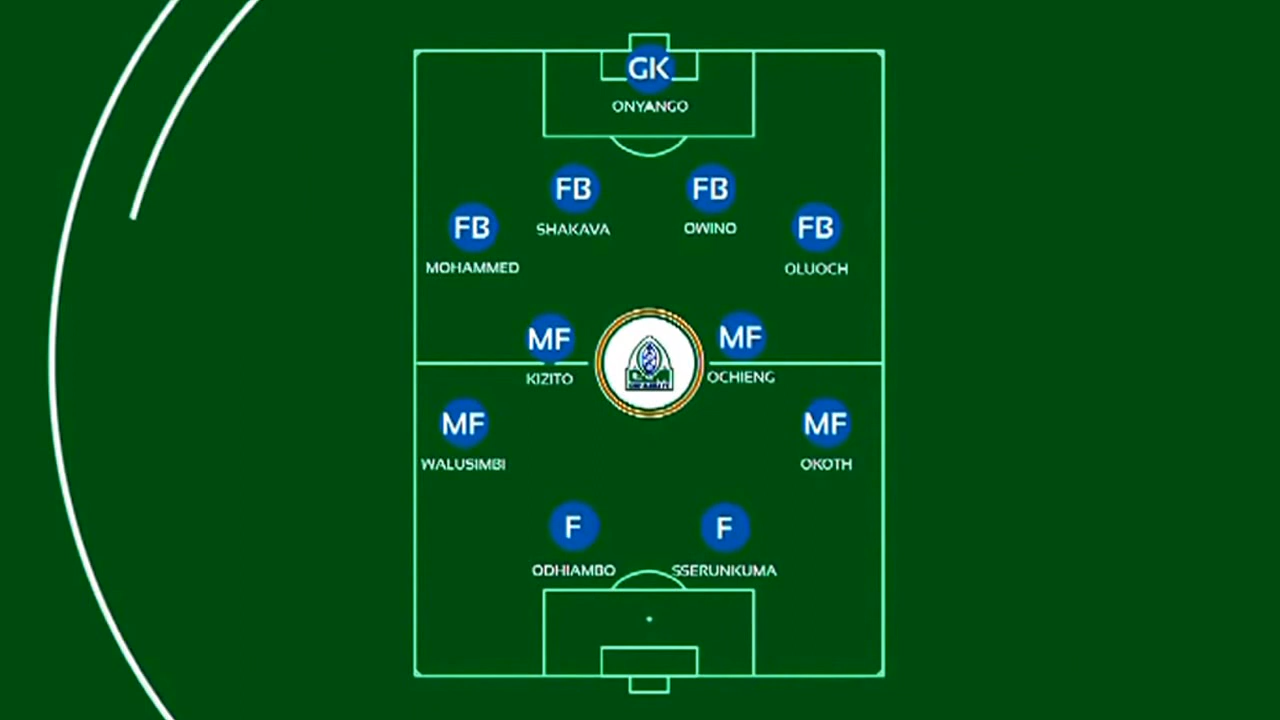 GK
ONYANGO
FB
FB
SHAKAVA
OWINO
FB
FB
MOHAMMED
OLUOCH
MF
MF
KIZITO
OCHIENG
MF
MF
WALUSIMBI
OKOTH
F
F
ODHIAMBO
SSERUNKUMA